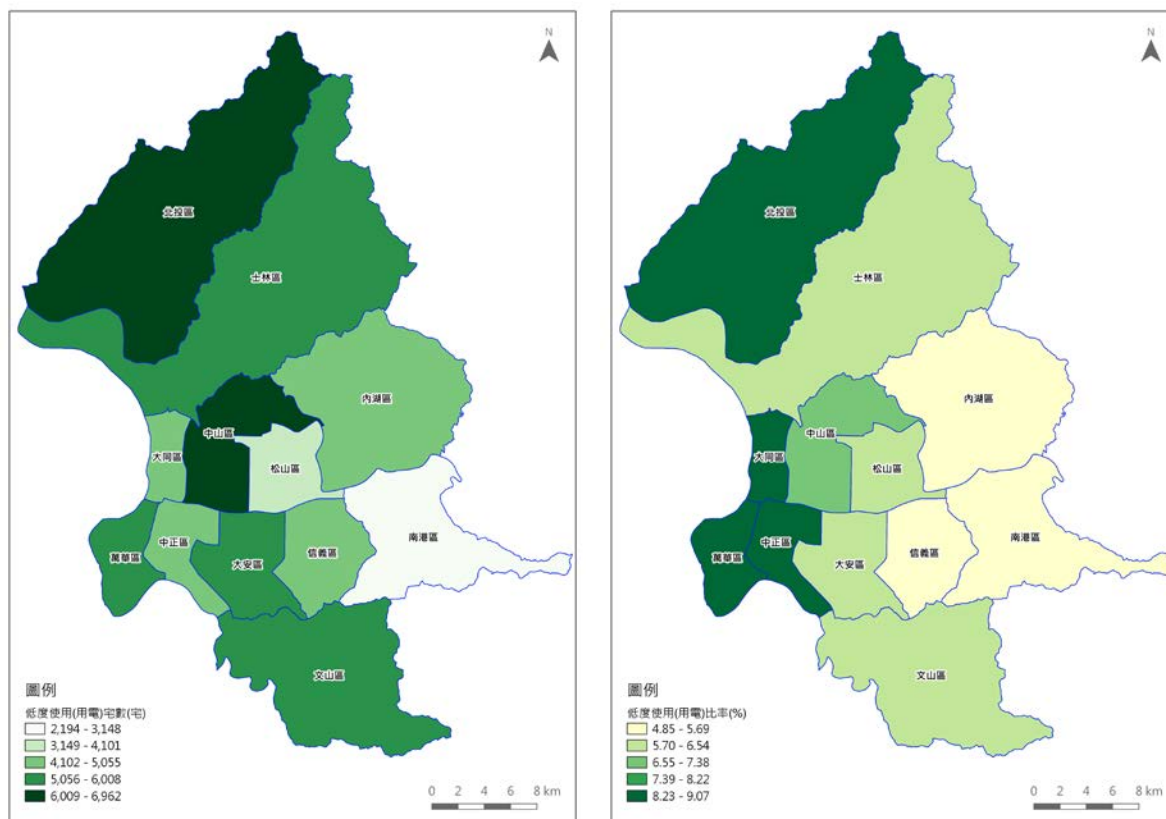 N
北投區
士林區
內湖區
中山區
大同區
松山區
南港區
萬華區
中正區
大安區
信義區
文山區
圖例
低度使用(用電)宅數(宅)
2,194 - 3,148
3,149 - 4,101
4,102 - 5,055
5,056 - 6,008
6,009 - 6,962
0 2 4 6 8 km
N
北投區
士林區
內湖區
中山區
大同區
松山區
南港區
萬華區
中正區
大安區
信義區
文山區
圖例
低度使用(用電)比率(%)
4.85 - 5.69
5.70 - 6.54
6.55 - 7.38
7.39 - 8.22
8.23 - 9.07
0 2 4 6 8 km